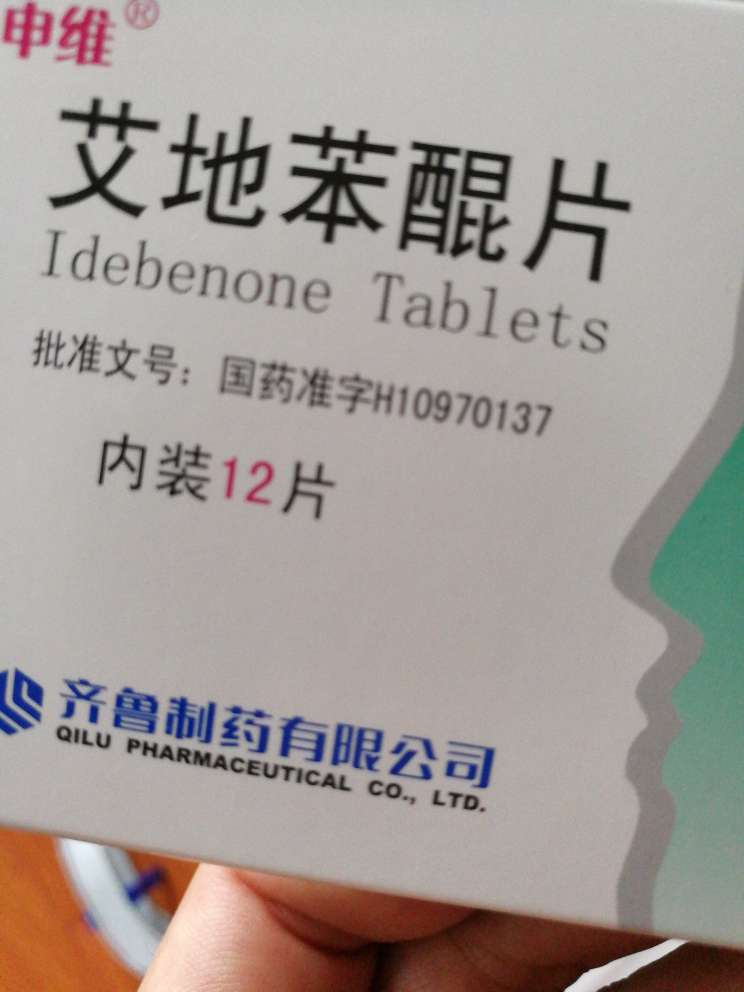 申维®
艾地苯醌片
Idebenone Tablets
批准文号：国药准字H10970137
内装12片
齐鲁制药有限公司
QILU PHARMACEUTICAL CO., LTD.